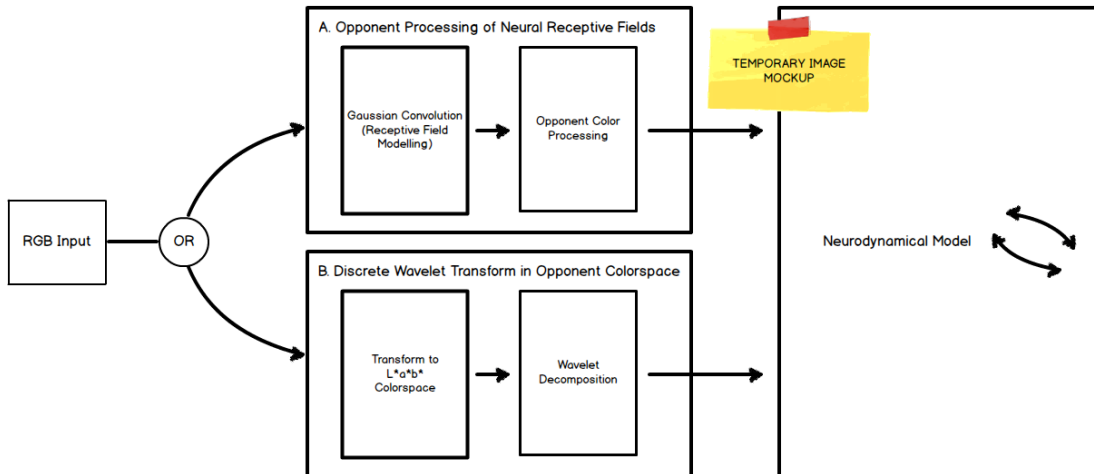 A. Opponent Processing of Neural Receptive Fields
Gaussian Convolution
(Receptive Field
Modelling)
Opponent Color
Processing
TEMPORARY IMAGE
MOCKUP
RGB Input
OR
Neurodynamical Model
B. Discrete Wavelet Transform in Opponent Colorspace
Transform to
L*a*b*
Colorspace
Wavelet
Decomposition